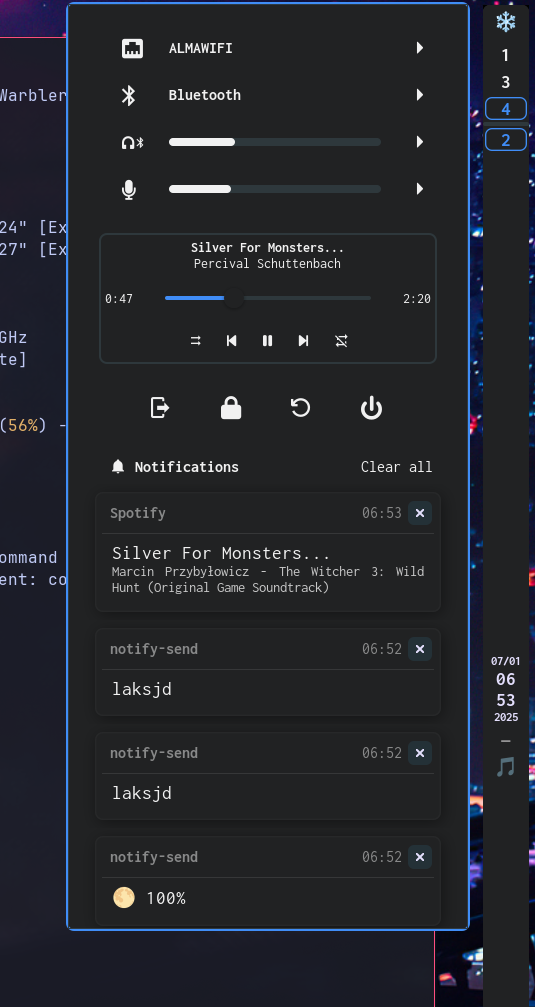 ALMAWIFI
Warbler
Bluetooth
24" [Ex
27" [Ex
Silver For Monsters...
Percival Schuttenbach
0:47 2:20
GHz
te]
(56%) -
Notifications Clear all
Spotify 06:53
Silver For Monsters...
Marcin Przybyłowicz - The Witcher 3: Wild
Hunt (Original Game Soundtrack)
ommand
ent: co
notify-send 06:52
laksjd
notify-send 06:52
laksjd
notify-send 06:52
🌕 100%
1
3
4
2
07/01
06
53
2025